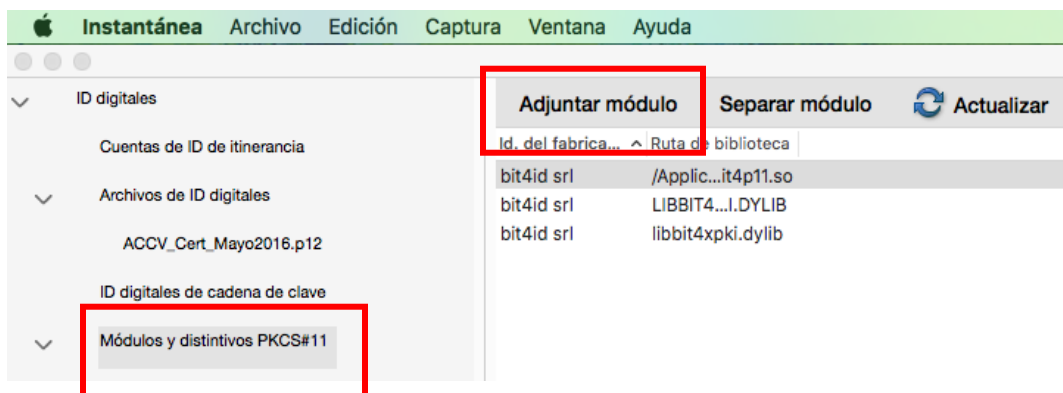 Instantánea Archivo Edición Captura Ventana Ayuda
ID digitales
Cuentas de ID de itinerancia
Archivos de ID digitales
ACCV_Cert_Mayo2016.p12
ID digitales de cadena de clave
Módulos y distintivos PKCS#11
Adjuntar módulo Separar módulo Actualizar
Id. del fabrica... Ruta de biblioteca
bit4id srl /Applic...it4p11.so
bit4id srl LIBBIT4...I.DYLIB
bit4id srl libbit4xpki.dylib